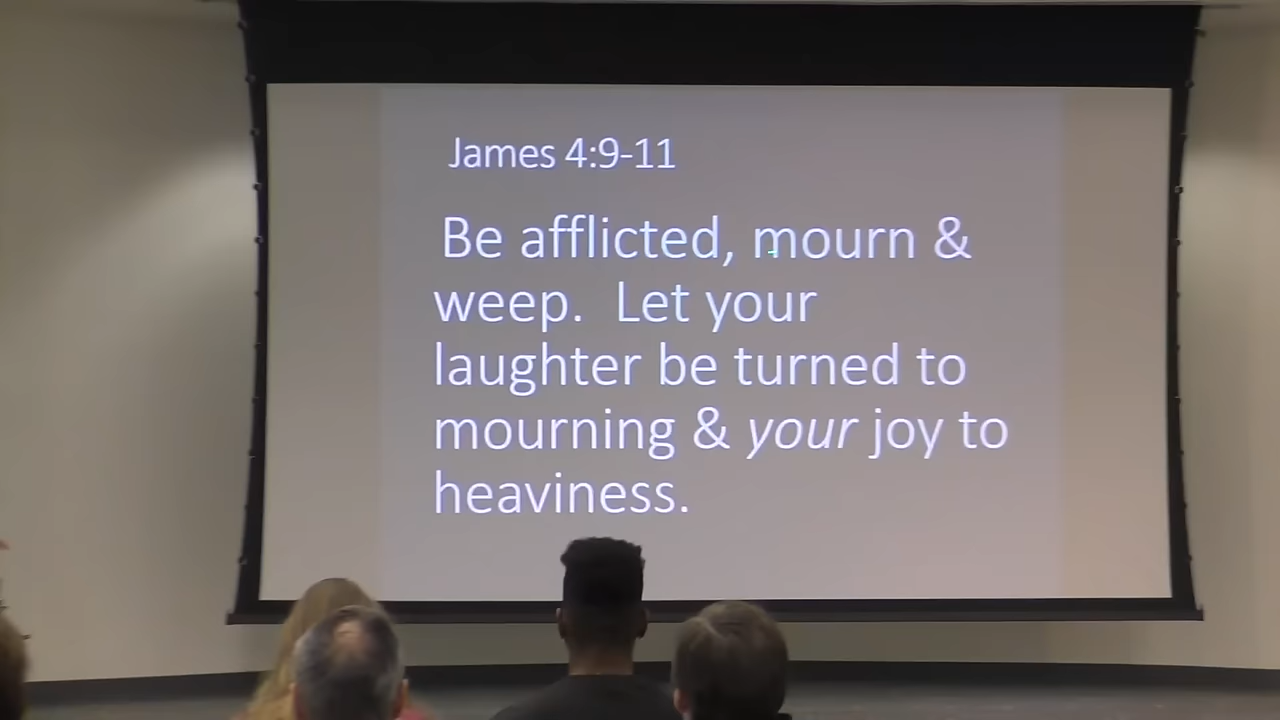 James 4:9-11
Be afflicted, mourn &
weep.  Let your
laughter be turned to
mourning & your joy to
heaviness.